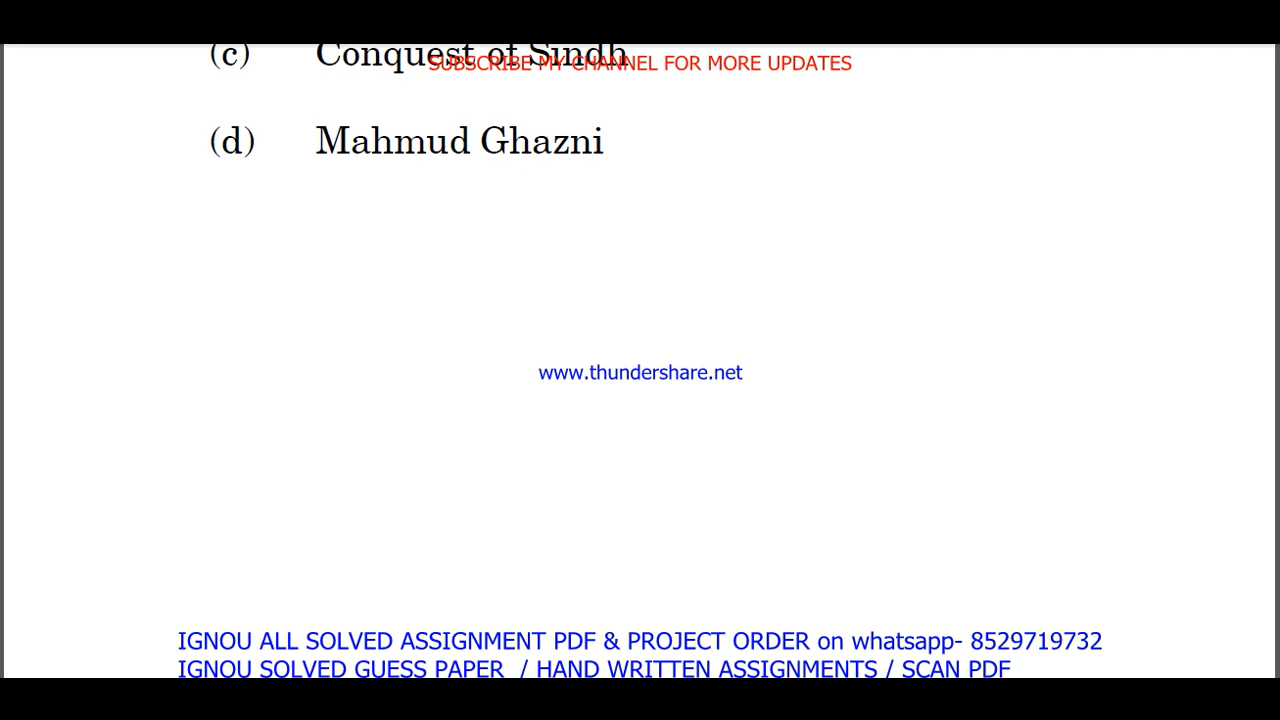 (c) Conquest of Sindh
SUBSCRIBE MY CHANNEL FOR MORE UPDATES
(d) Mahmud Ghazni
www.thundershare.net
IGNOU ALL SOLVED ASSIGNMENT PDF & PROJECT ORDER on whatsapp- 8529719732
IGNOU SOLVED GUESS PAPER / HAND WRITTEN ASSIGNMENTS / SCAN PDF